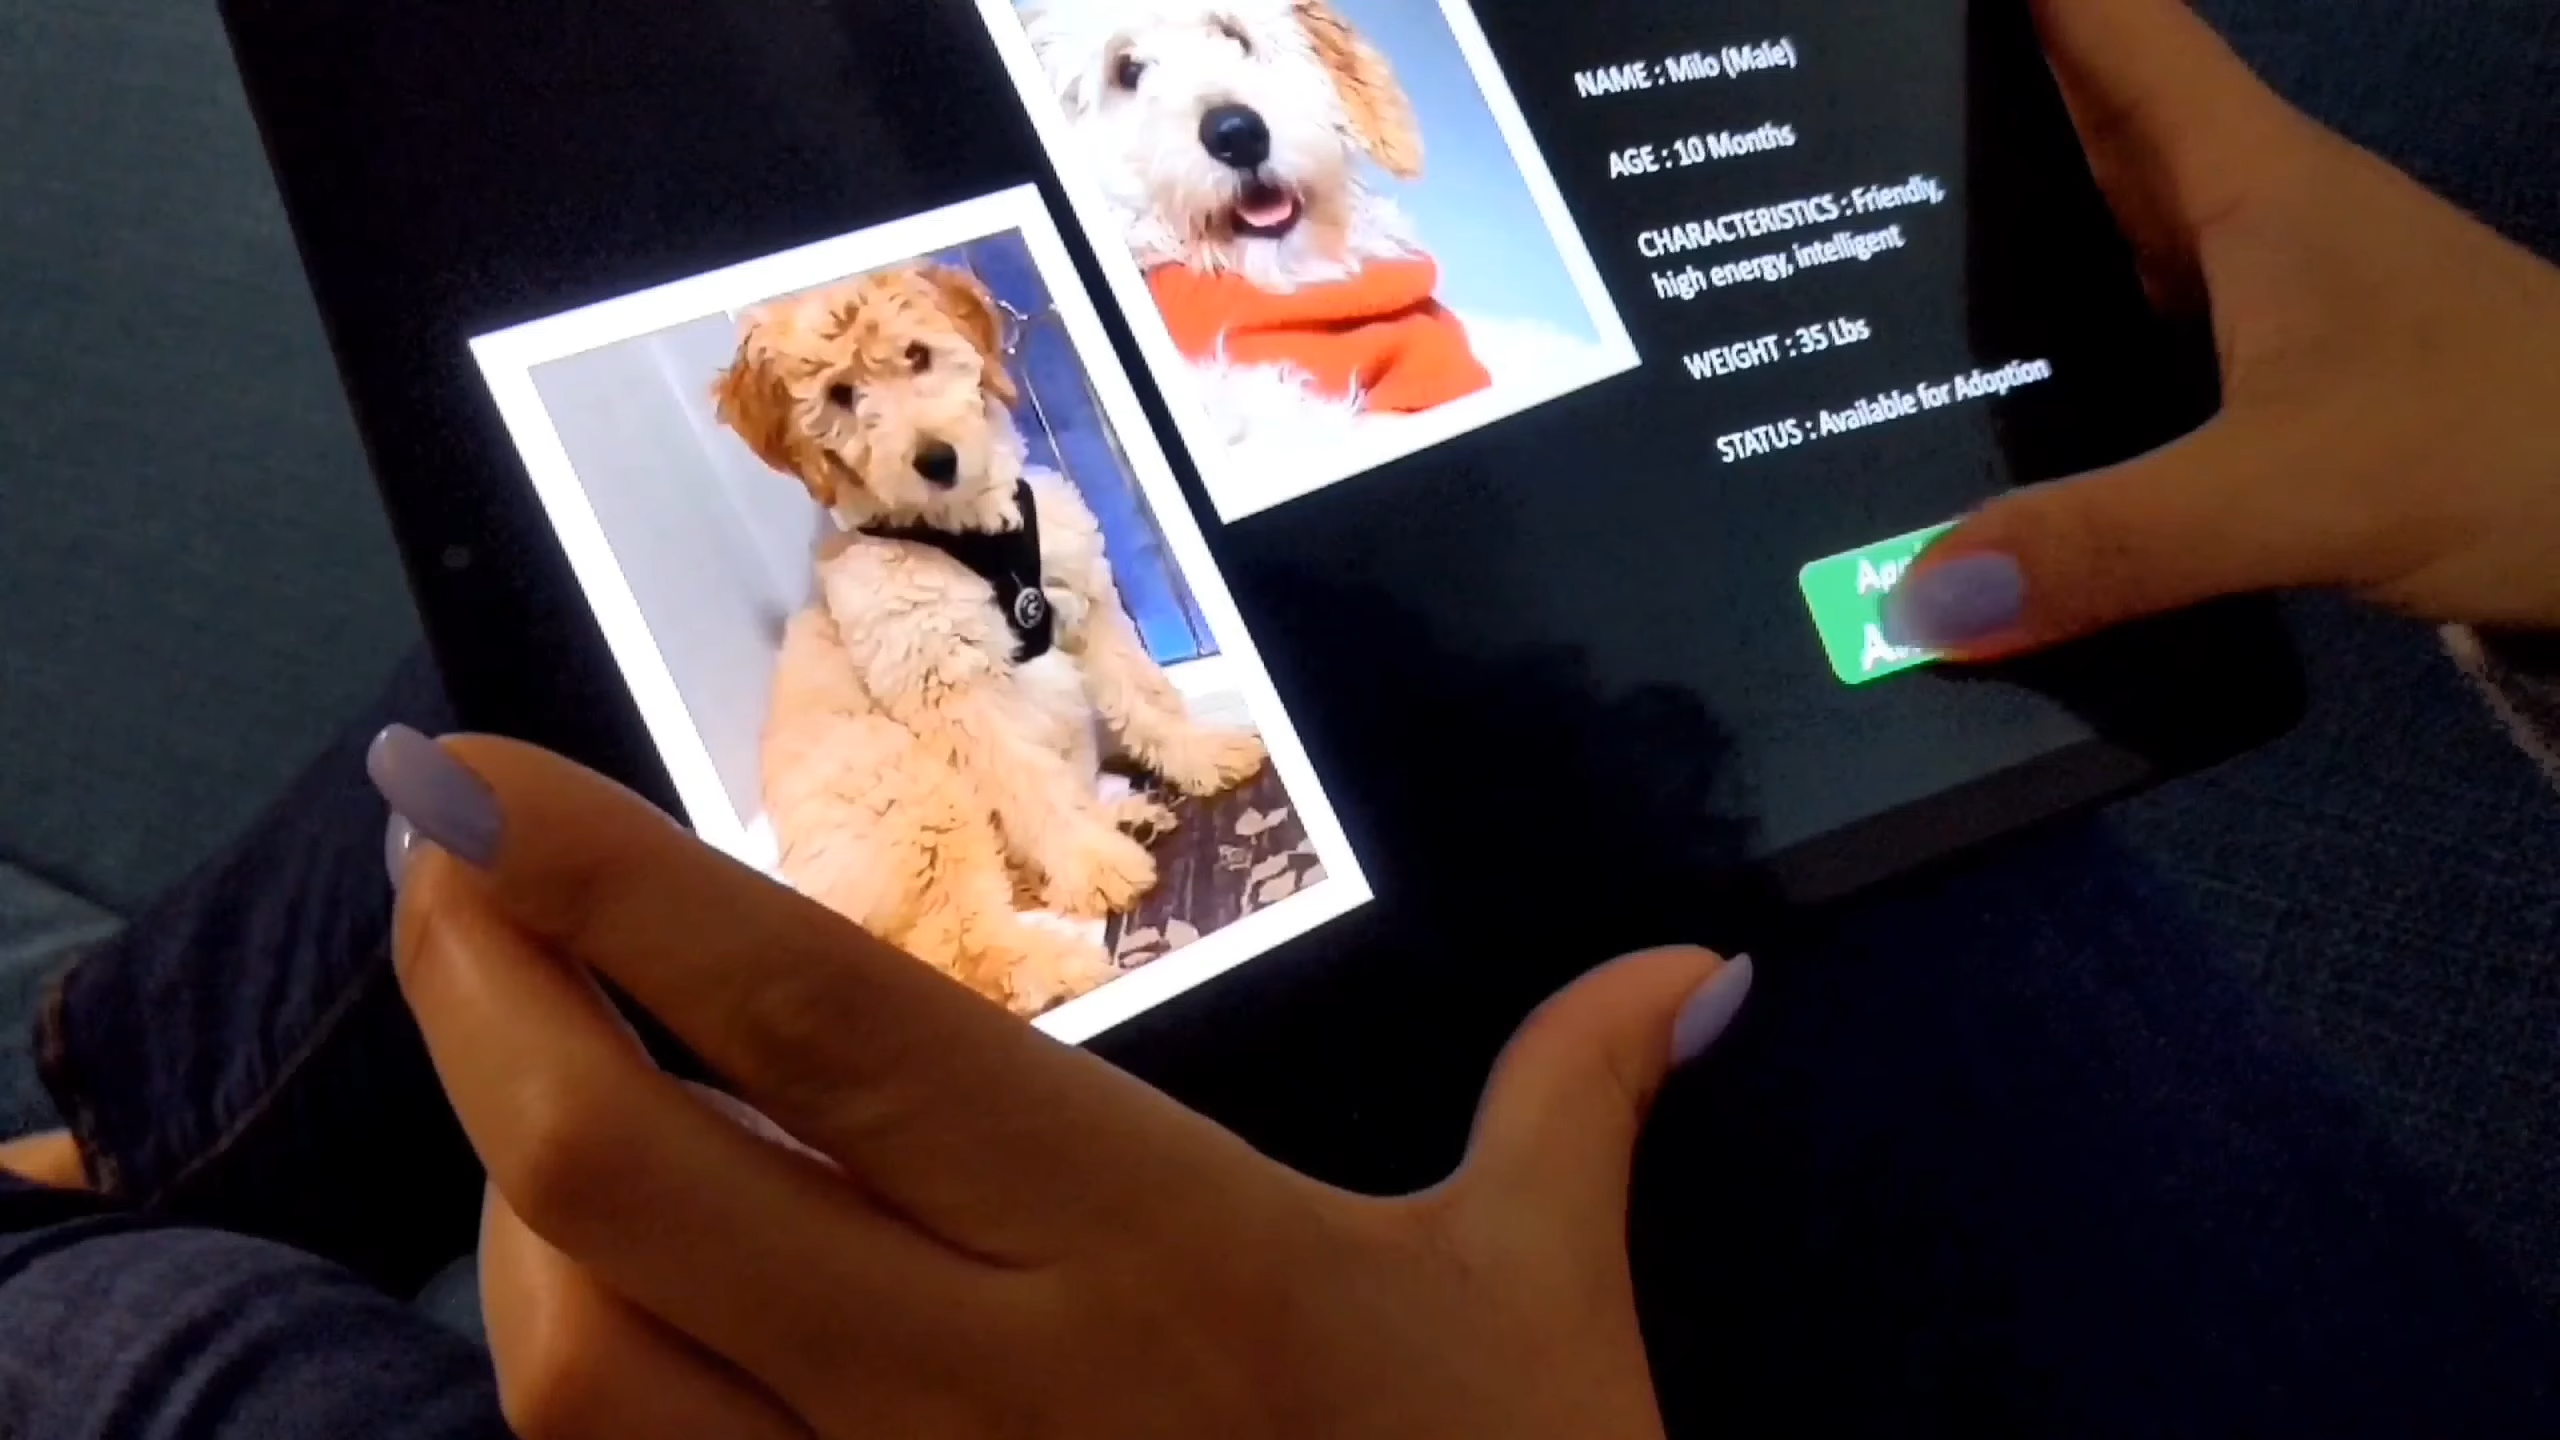 NAME : Milo (Male)
AGE : 10 Months
CHARACTERISTICS : Friendly,
high energy, intelligent
WEIGHT : 35 Lbs
STATUS : Available for Adoption